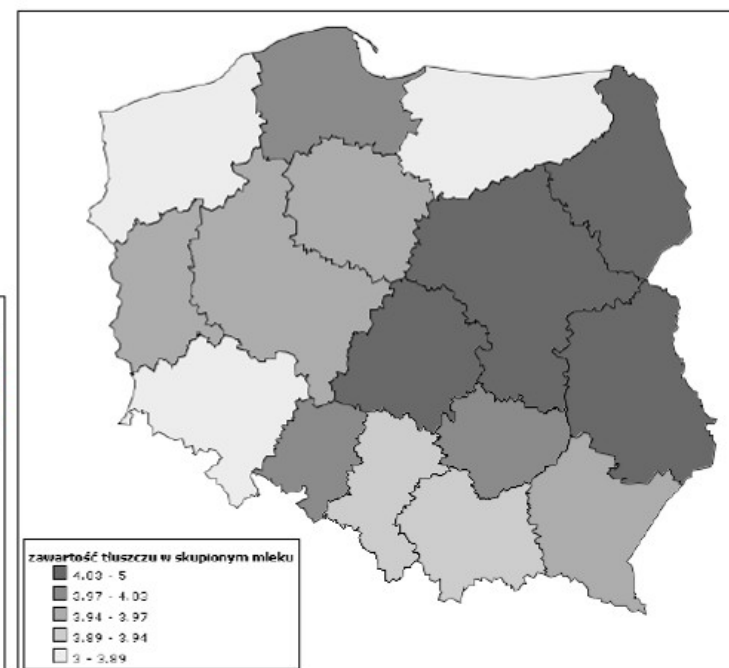 zawartość tłuszczu w skupionym mleku
4.03 - 5
3.97 - 4.03
3.94 - 3.97
3.89 - 3.94
3 - 3.89